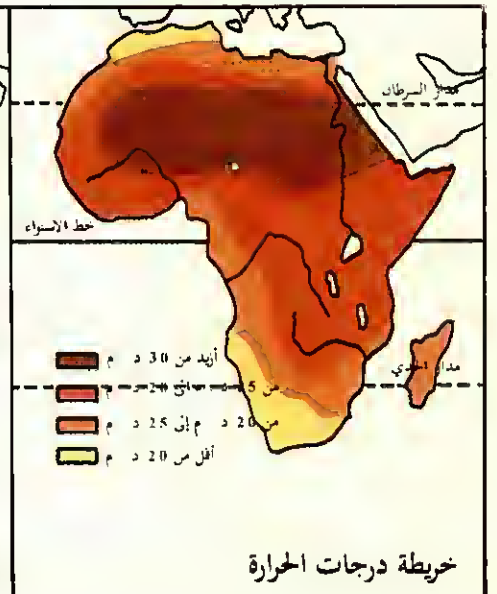 مدار السرطان
خط الاستواء
مدار الجدي
أزيد من 30 د م
من 20 د م إلى 25 د م
أقل من 20 د م
خريطة درجات الحرارة